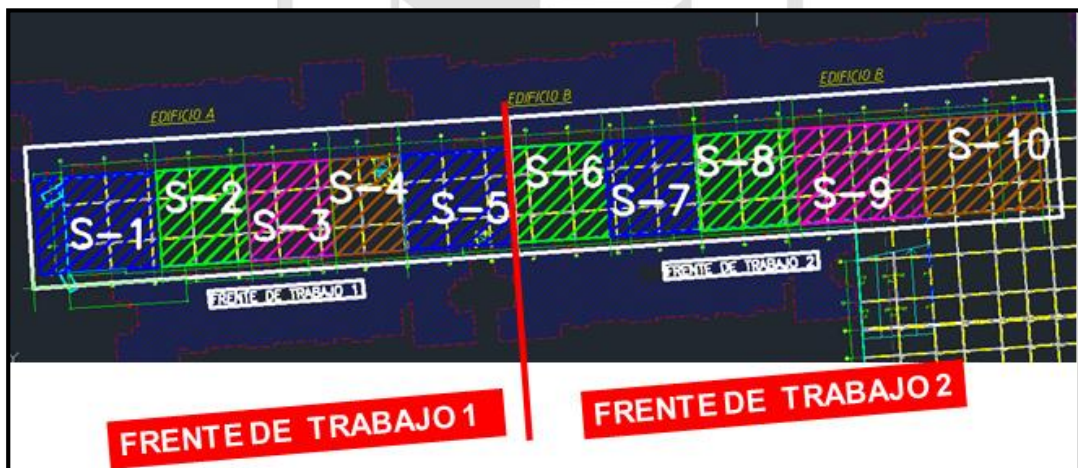 EDIFICIO A
EDIFICIO B
EDIFICIO B
S-1
S-2
S-3
S-4
S-5
S-6
S-7
S-8
S-9
S-10
FRENTE DE TRABAJO 1
FRENTE DE TRABAJO 2
FRENTE DE TRABAJO 1
FRENTE DE TRABAJO 2